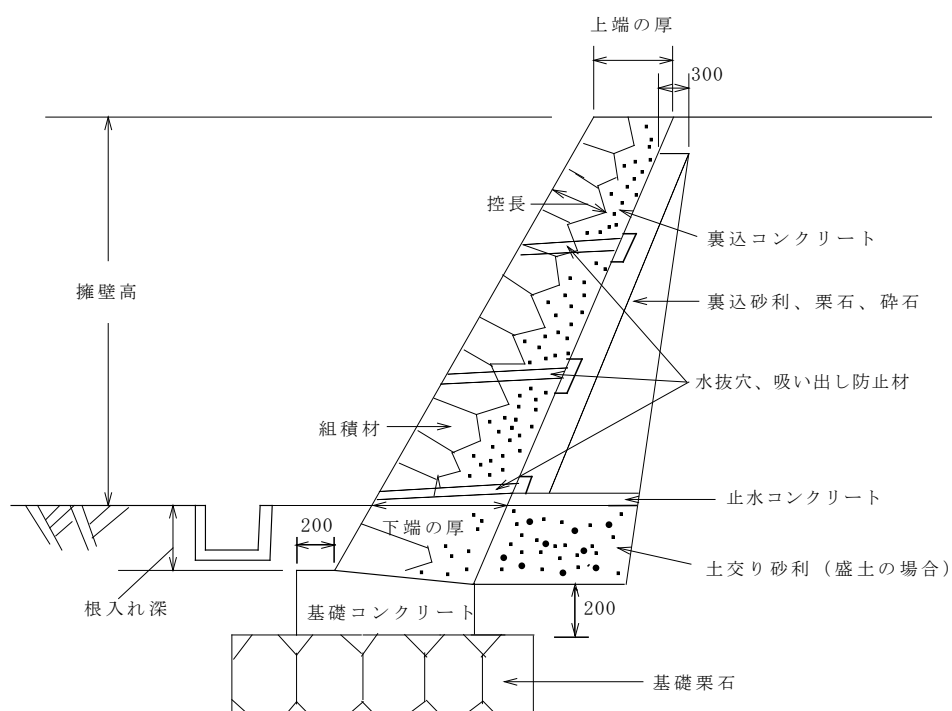 上端の厚
300
控長
裏込コンクリート
擁壁高
裏込砂利、栗石、砕石
水抜穴、吸い出し防止材
組積材
止水コンクリート
200
下端の厚
土交り砂利（盛土の場合）
根入れ深
基礎コンクリート
200
基礎栗石